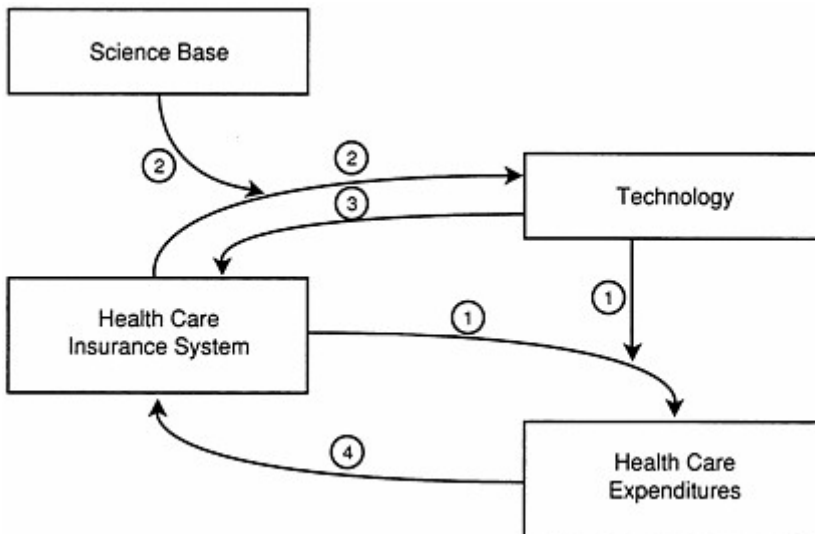 Science Base
2
2
3
Technology
1
1
Health Care
Insurance System
4
Health Care
Expenditures